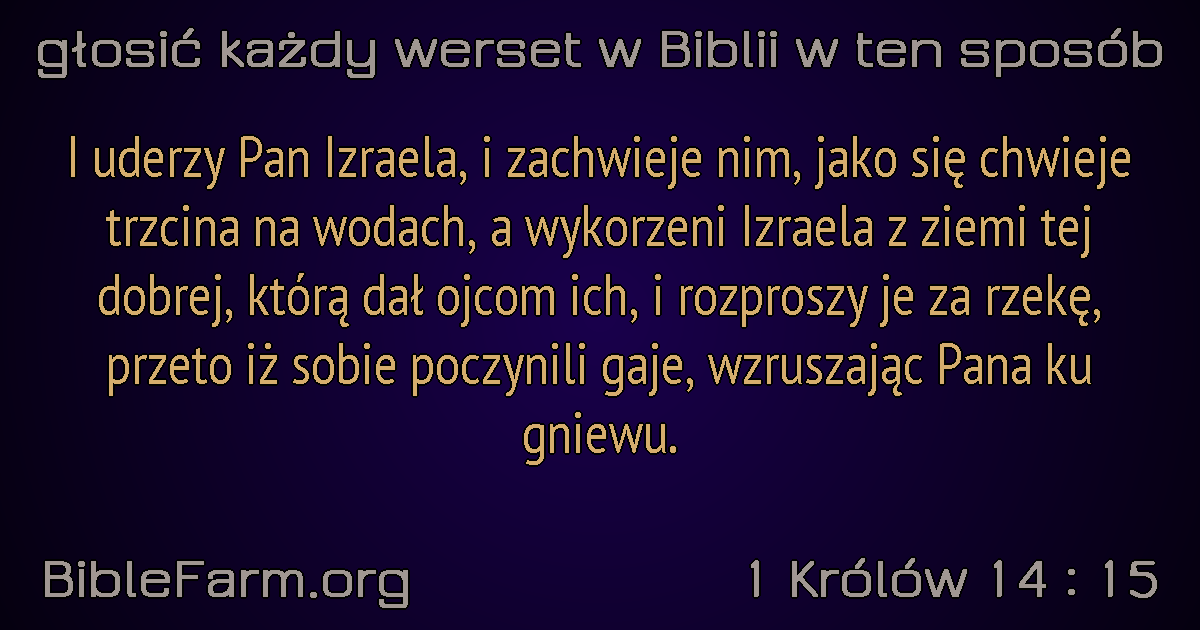 głosić każdy werset w Biblii w ten sposób
I uderzy Pan Izraela, i zachwieje nim, jako się chwieje
trzcina na wodach, a wykorzeni Izraela z ziemi tej
dobrej, którą dał ojcom ich, i rozproszy je za rzekę,
przeto iż sobie poczynili gaje, wzruszając Pana ku
gniewu.
BibleFarm.org
1 Królów 14 : 15